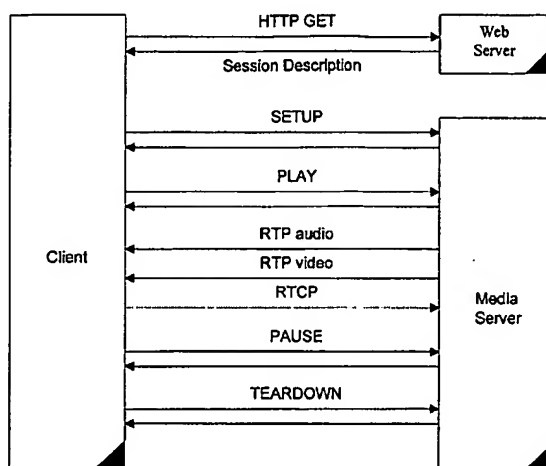 HTTP GET
Web
Server
Session Description
SETUP
PLAY
RTP audio
RTP video
Client
RTCP
Media
Server
PAUSE
TEARDOWN